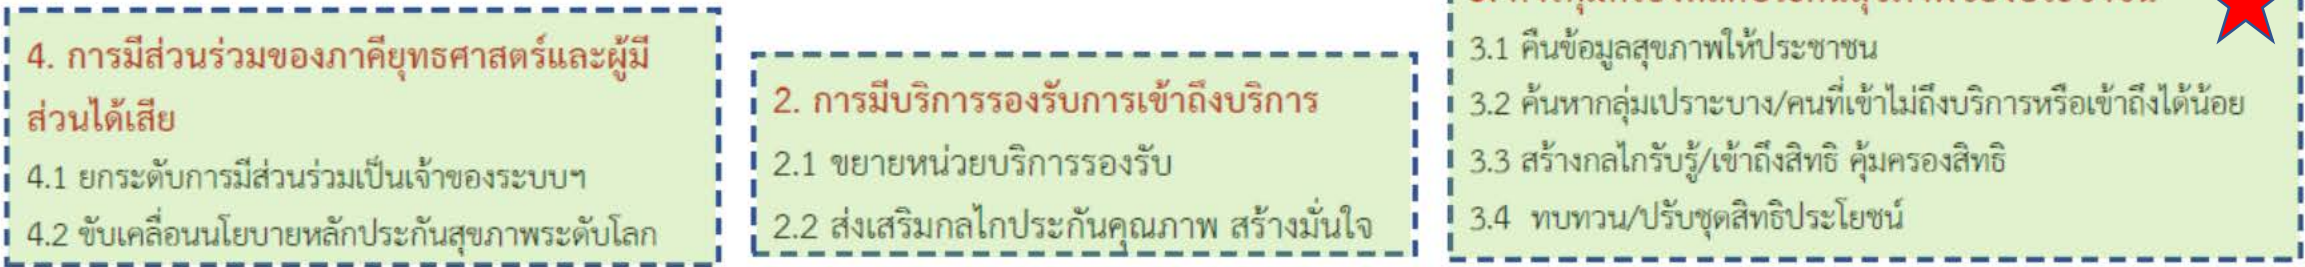 4. การมีส่วนร่วมของภาคียุทธศาสตร์และผู้มี
ส่วนได้เสีย
4.1 ยกระดับการมีส่วนร่วมเป็นเจ้าของระบบฯ
4.2 ขับเคลื่อนนโยบายหลักประกันสุขภาพระดับโลก
2. การมีบริการรองรับการเข้าถึงบริการ
2.1 ขยายหน่วยบริการรองรับ
2.2 ส่งเสริมกลไกประกันคุณภาพ สร้างมั่นใจ
3.1 คืนข้อมูลสุขภาพให้ประชาชน
3.2 ค้นหากลุ่มเปราะบาง/คนที่เข้าไม่ถึงบริการหรือเข้าถึงได้น้อย
3.3 สร้างกลไกรับรู้/เข้าถึงสิทธิ คุ้มครองสิทธิ
3.4 ทบทวน/ปรับชุดสิทธิประโยชน์